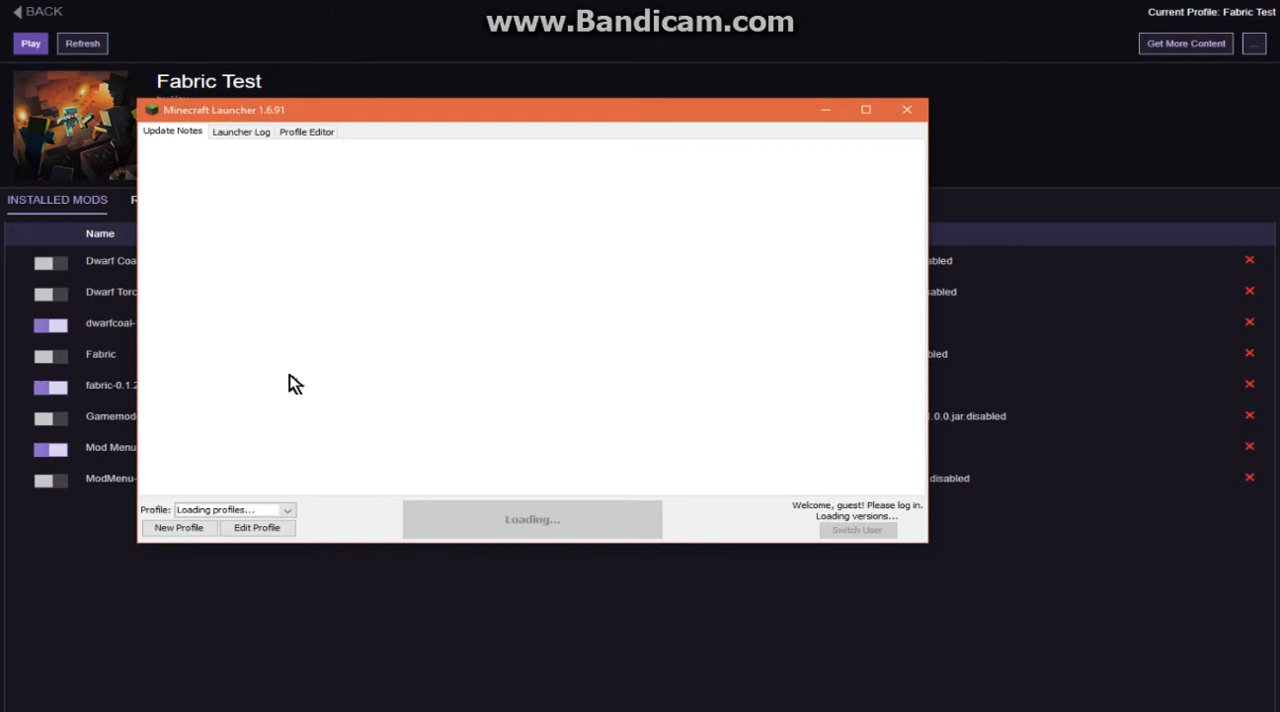 BACK
www.Bandicam.com
Current Profile: Fabric Test
Play
Refresh
Get More Content
...
Fabric Test
Minecraft Launcher 1.6.91
Update Notes
Launcher Log
Profile Editor
INSTALLED MODS
Name
Dwarf Coa
abled
Dwarf Torc
sabled
dwarfcoal-
Fabric
bled
fabric-0.1.2
Gamemod
1.0.0.jar.disabled
Mod Menu
ModMenu-
disabled
Profile: Loading profiles...
New Profile
Edit Profile
Loading...
Welcome, guest! Please log in.
Loading versions...
Switch User